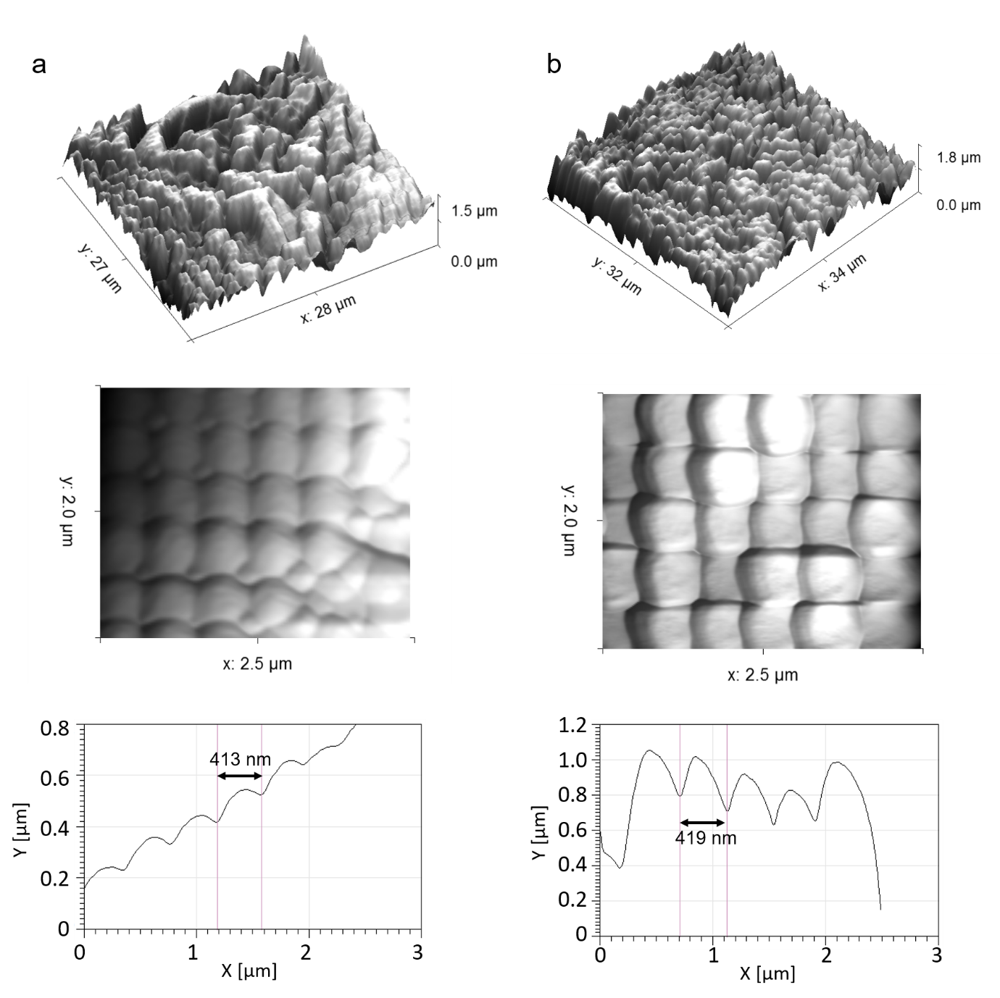 a
1.5 µm
0.0 µm
y: 27 µm
x: 28 µm
b
1.8 µm
0.0 µm
y: 32 µm
x: 34 µm
y: 2.0 µm
x: 2.5 µm
y: 2.0 µm
x: 2.5 µm
0.8
0.6
0.4
0.2
0
Y [µm]
413 nm
0
1
2
3
X [µm]
1.2
1.0
0.8
0.6
0.4
0.2
0
Y [µm]
419 nm
0
1
2
3
X [µm]